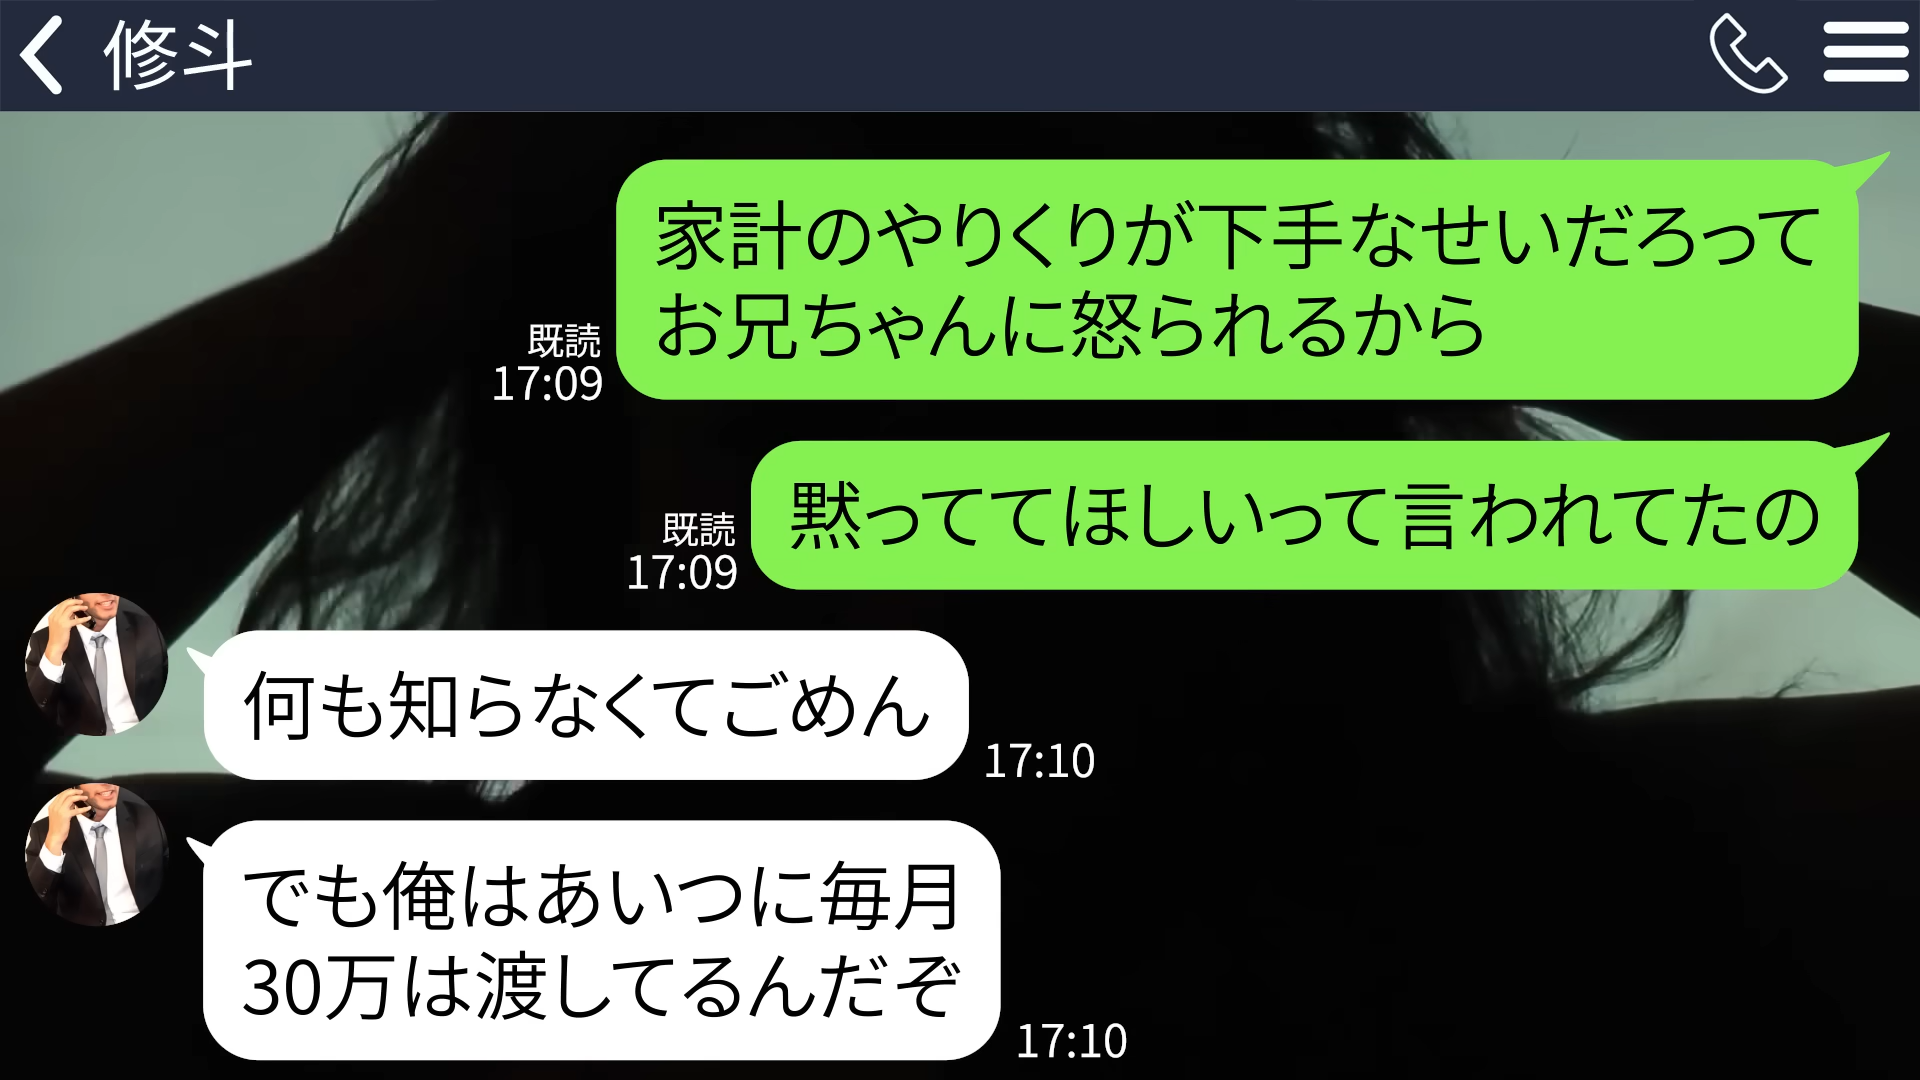 修斗
家計のやりくりが下手なせいだろって
お兄ちゃんに怒られるから
既読
17:09
黙っててほしいって言われてたの
既読
17:09
何も知らなくてごめん
17:10
でも俺はあいつに毎月
30万は渡してるんだぞ
17:10